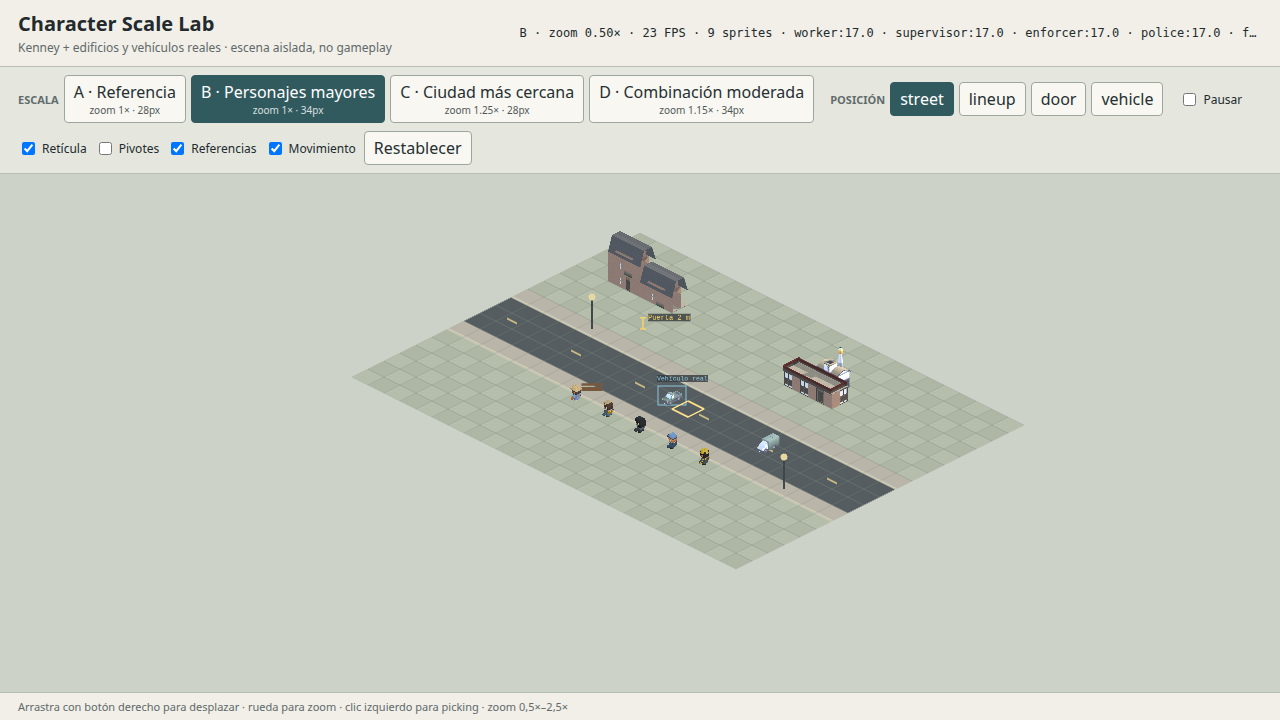 Character Scale Lab
Kenney + edificios y vehículos reales · escena aislada, no gameplay
B · zoom 0.50× · 23 FPS · 9 sprites · worker:17.0 · supervisor:17.0 · enforcer:17.0 · police:17.0 · f…
ESCALA
A · Referencia
zoom 1× · 28px
B · Personajes mayores
zoom 1× · 34px
C · Ciudad más cercana
zoom 1.25× · 28px
D · Combinación moderada
zoom 1.15× · 34px
POSICIÓN
street
lineup
door
vehicle
Pausar
Retícula
Pivotes
Referencias
Movimiento
Restablecer
Puerta 2 m
Vehículo real
Arrastra con botón derecho para desplazar · rueda para zoom · clic izquierdo para picking · zoom 0,5×–2,5×